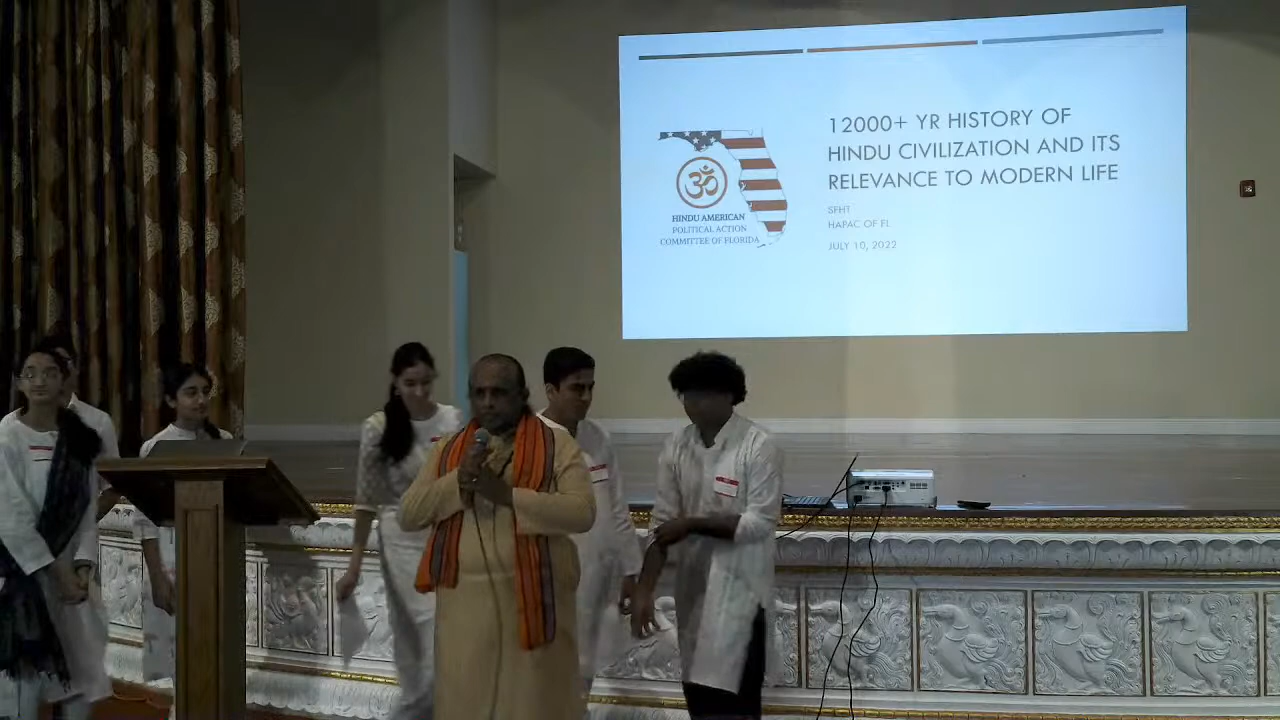 12000+ YR HISTORY OF
HINDU CIVILIZATION AND ITS
RELEVANCE TO MODERN LIFE
SFHT
HAPAC OF FL
JULY 10, 2022
ॐ
HINDU AMERICAN
POLITICAL ACTION
COMMITTEE OF FLORIDA